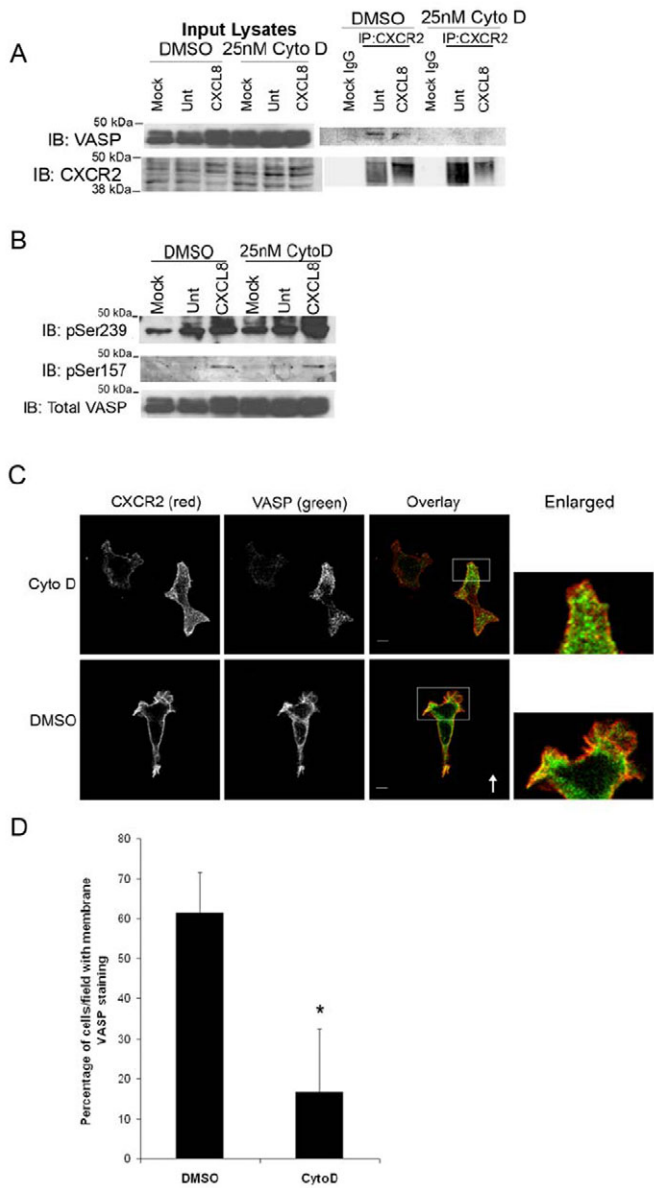 A
Input Lysates
DMSO 25nM Cyto D
Mock Unt CXCL8 Mock Unt CXCL8
DMSO 25nM Cyto D
IP:CXCR2 IP:CXCR2
Mock IgG Unt CXCL8 Mock IgG Unt CXCL8
50 kDa
IB: VASP
50 kDa
IB: CXCR2
38 kDa
B
DMSO 25nM CytoD
Mock Unt CXCL8 Mock Unt CXCL8
50 kDa
IB: pSer239
50 kDa
IB: pSer157
50 kDa
IB: Total VASP
C
CXCR2 (red) VASP (green) Overlay Enlarged
Cyto D
DMSO
D
Percentage of cells/field with membrane
VASP staining
80
70
60
50
40
30
20
10
0
*
DMSO CytoD